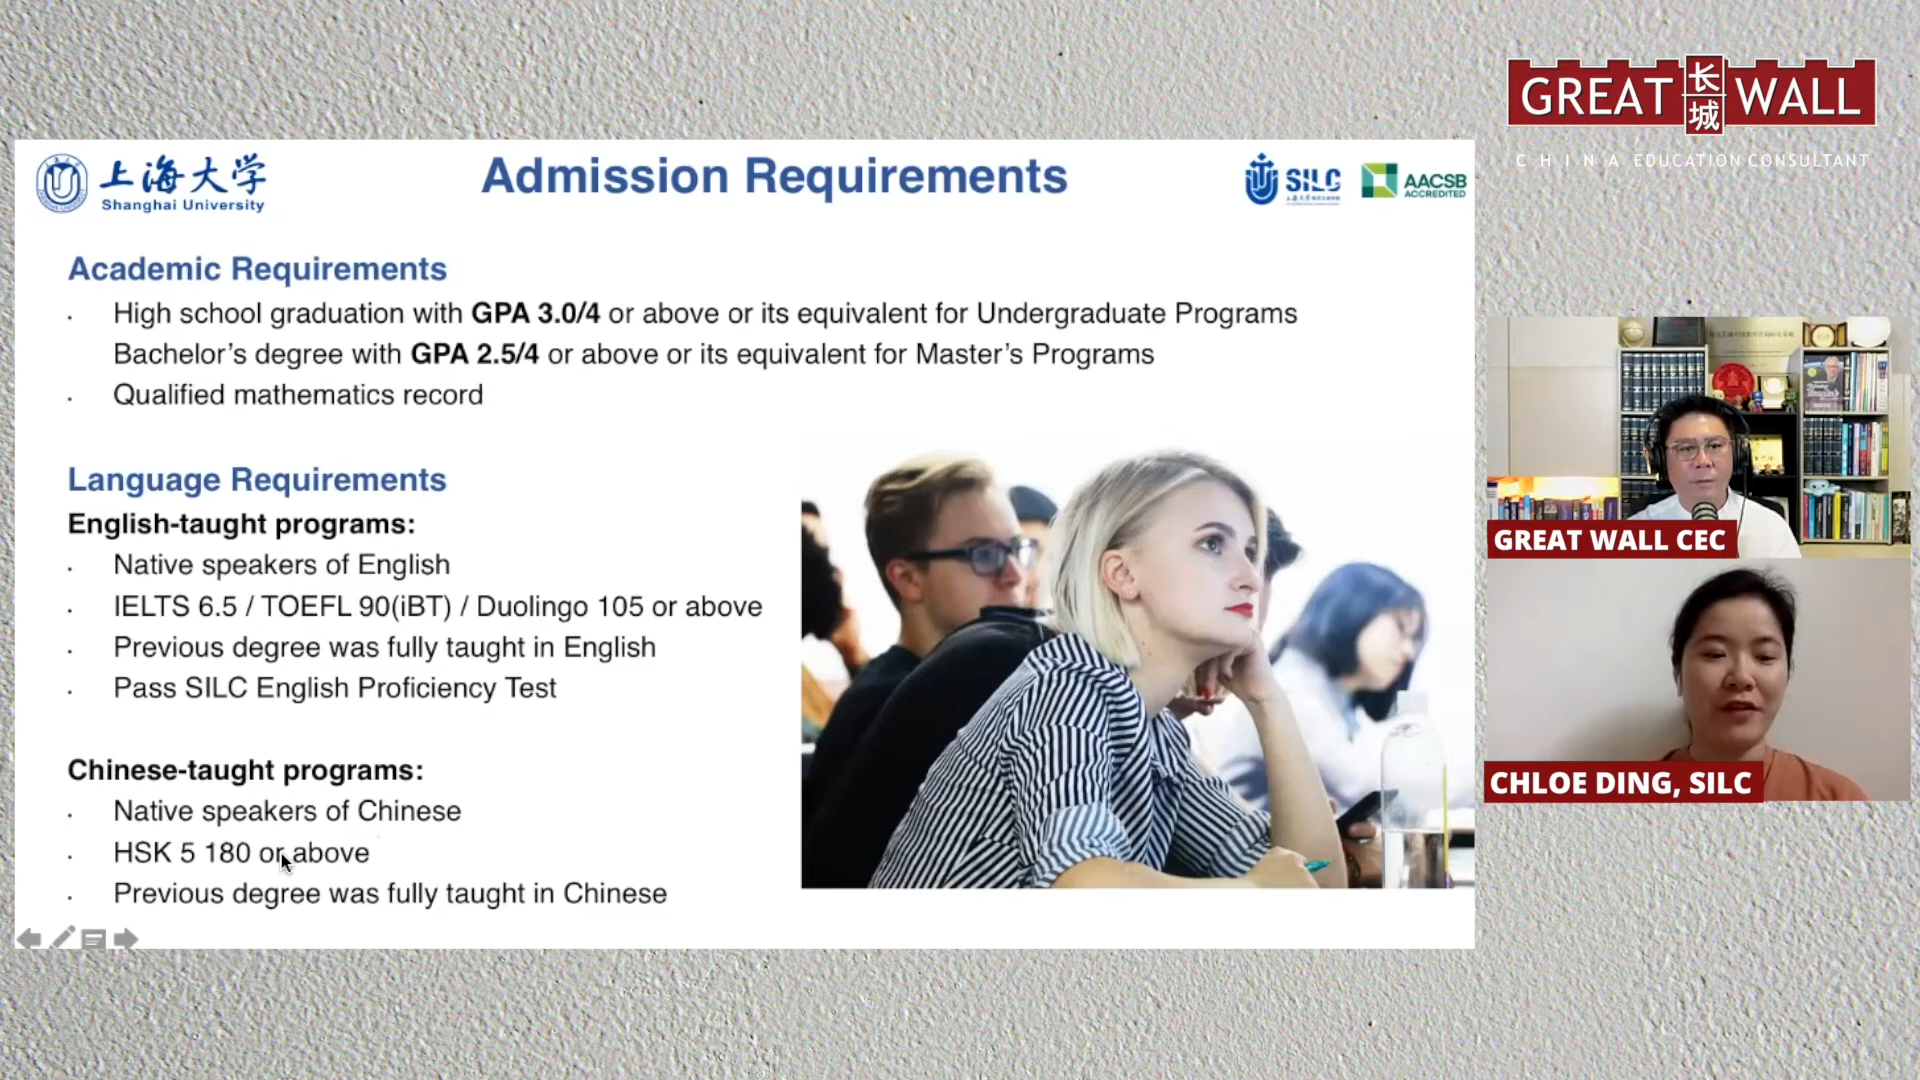 GREAT 长城 WALL
CHINA EDUCATION CONSULTANT
上海大学
Shanghai University
Admission Requirements
SILC
AACSB
ACCREDITED
Academic Requirements
· High school graduation with GPA 3.0/4 or above or its equivalent for Undergraduate Programs
Bachelor's degree with GPA 2.5/4 or above or its equivalent for Master's Programs
· Qualified mathematics record
Language Requirements
English-taught programs:
· Native speakers of English
· IELTS 6.5 / TOEFL 90(iBT) / Duolingo 105 or above
· Previous degree was fully taught in English
· Pass SILC English Proficiency Test
Chinese-taught programs:
· Native speakers of Chinese
· HSK 5 180 or above
· Previous degree was fully taught in Chinese
GREAT WALL CEC
CHLOE DING, SILC